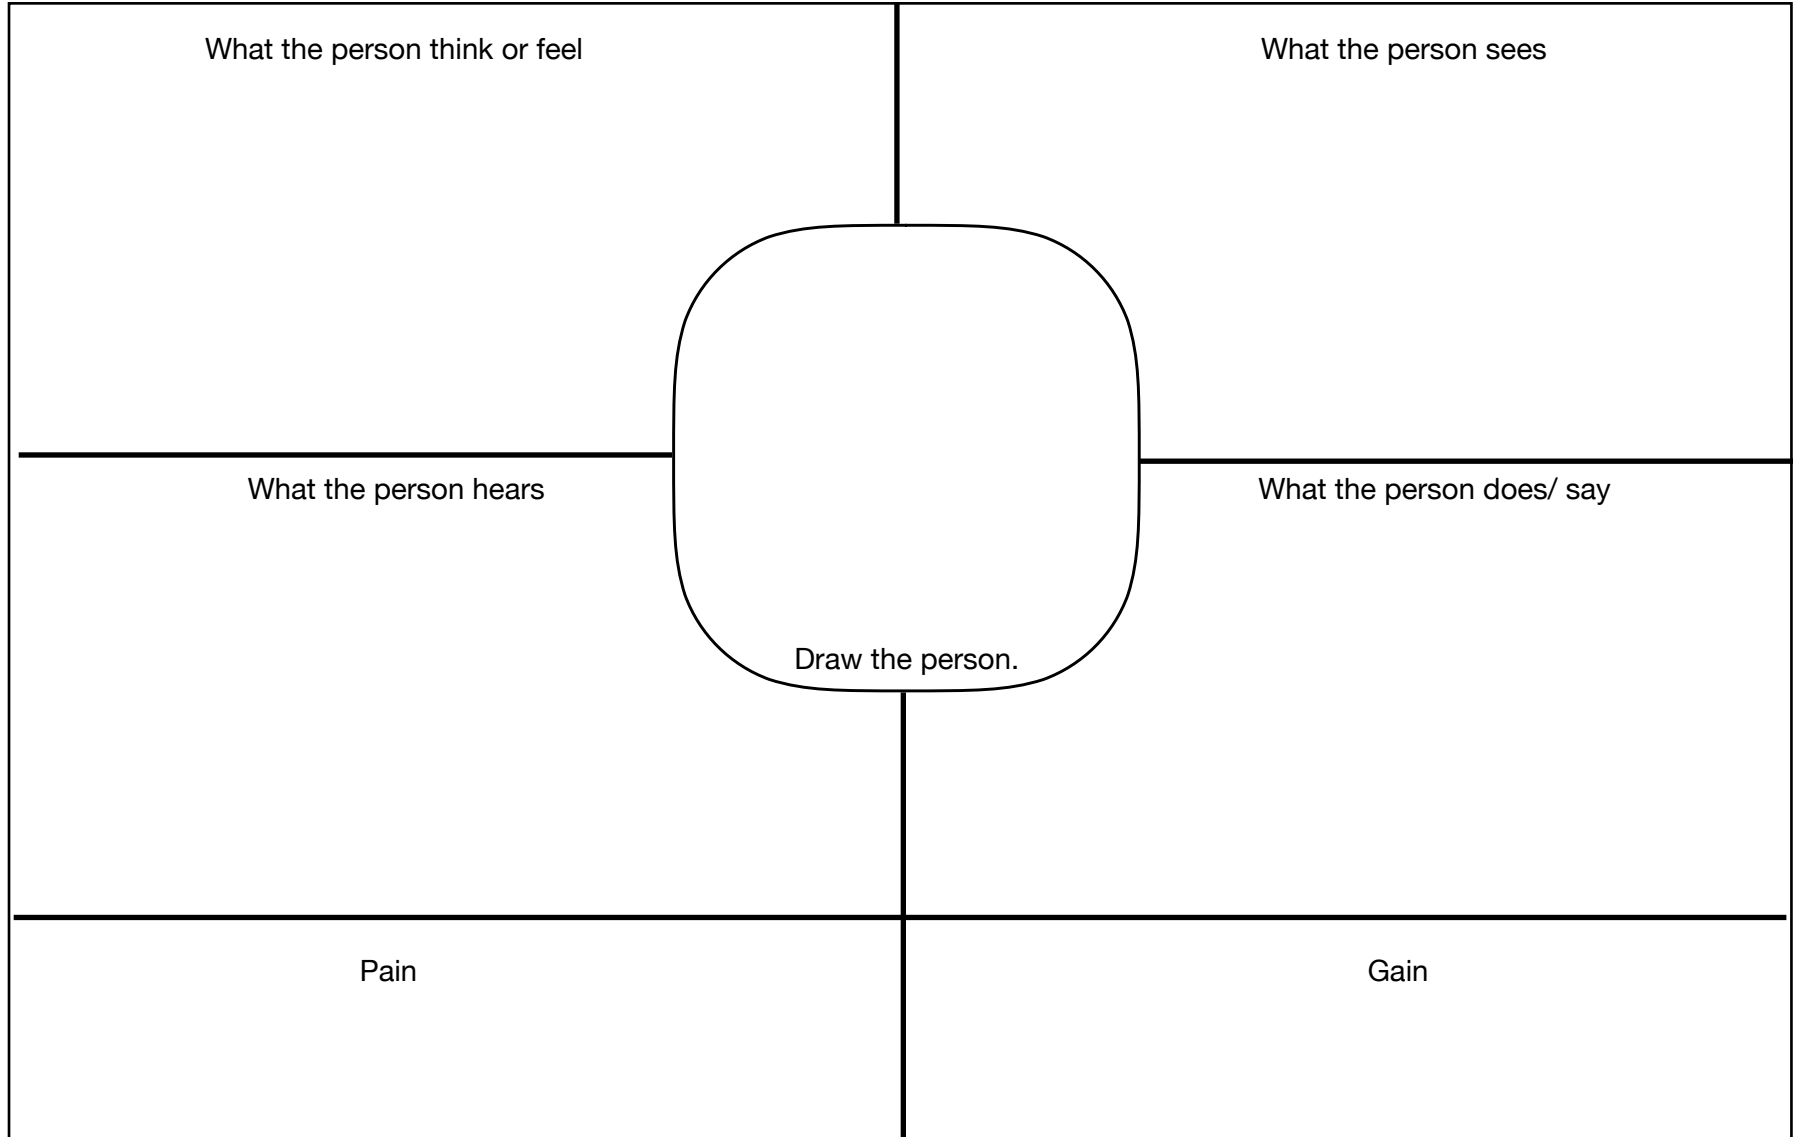 What the person think or feel
What the person sees
What the person hears
What the person does/ say
Draw the person.
Pain
Gain